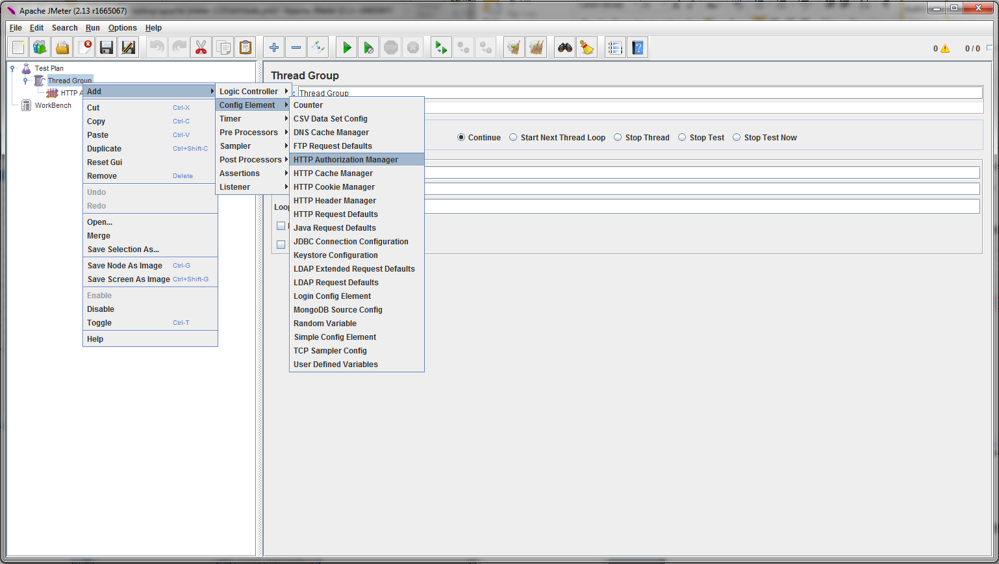 Apache JMeter (2.13 r1665067)
File Edit Search Run Options Help
0 0 / 0
Test Plan
Thread Group
HTTP A
WorkBench
Add
Cut Ctrl-X
Copy Ctrl-C
Paste Ctrl-V
Duplicate Ctrl+Shift-C
Reset Gui
Remove Delete
Undo
Redo
Open...
Merge
Save Selection As...
Save Node As Image Ctrl-G
Save Screen As Image Ctrl+Shift-G
Enable
Disable
Toggle Ctrl-T
Help
Logic Controller
Config Element
Timer
Pre Processors
Sampler
Post Processors
Assertions
Listener
Counter
CSV Data Set Config
DNS Cache Manager
FTP Request Defaults
HTTP Authorization Manager
HTTP Cache Manager
HTTP Cookie Manager
HTTP Header Manager
HTTP Request Defaults
Java Request Defaults
JDBC Connection Configuration
Keystore Configuration
LDAP Extended Request Defaults
LDAP Request Defaults
Login Config Element
MongoDB Source Config
Random Variable
Simple Config Element
TCP Sampler Config
User Defined Variables
Thread Group
: Thread Group
Continue Start Next Thread Loop Stop Thread Stop Test Stop Test Now
Loop